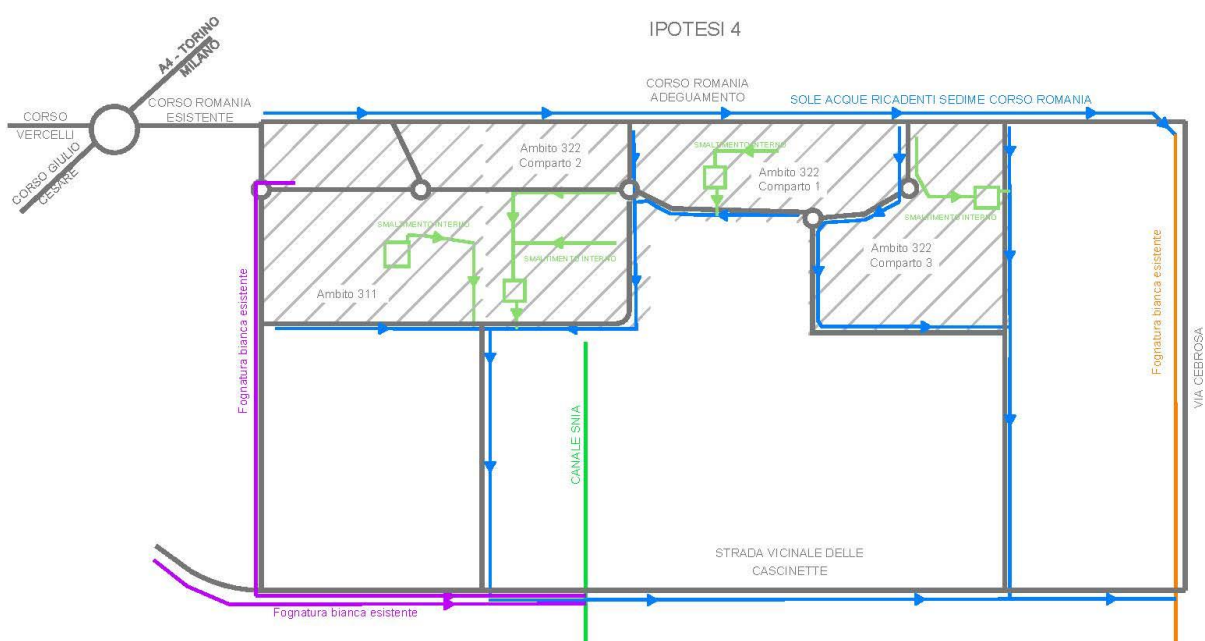 IPOTESI 4
A4 - TORINO
MILANO
CORSO
VERCELLI
CORSO ROMANIA
ESISTENTE
CORSO GIULIO
CESARE
CORSO ROMANIA
ADEGUAMENTO
SOLE ACQUE RICADENTI SEDIME CORSO ROMANIA
Ambito 322
Comparto 2
SMALTIMENTO INTERNO
Ambito 322
Comparto 1
SMALTIMENTO INTERNO
SMALTIMENTO INTERNO
SMALTIMENTO INTERNO
Ambito 322
Comparto 3
Ambito 311
Fognatura bianca esistente
Fognatura bianca esistente
VIA CEBROSA
CANALE SNIA
STRADA VICINALE DELLE
CASCINETTE
Fognatura bianca esistente